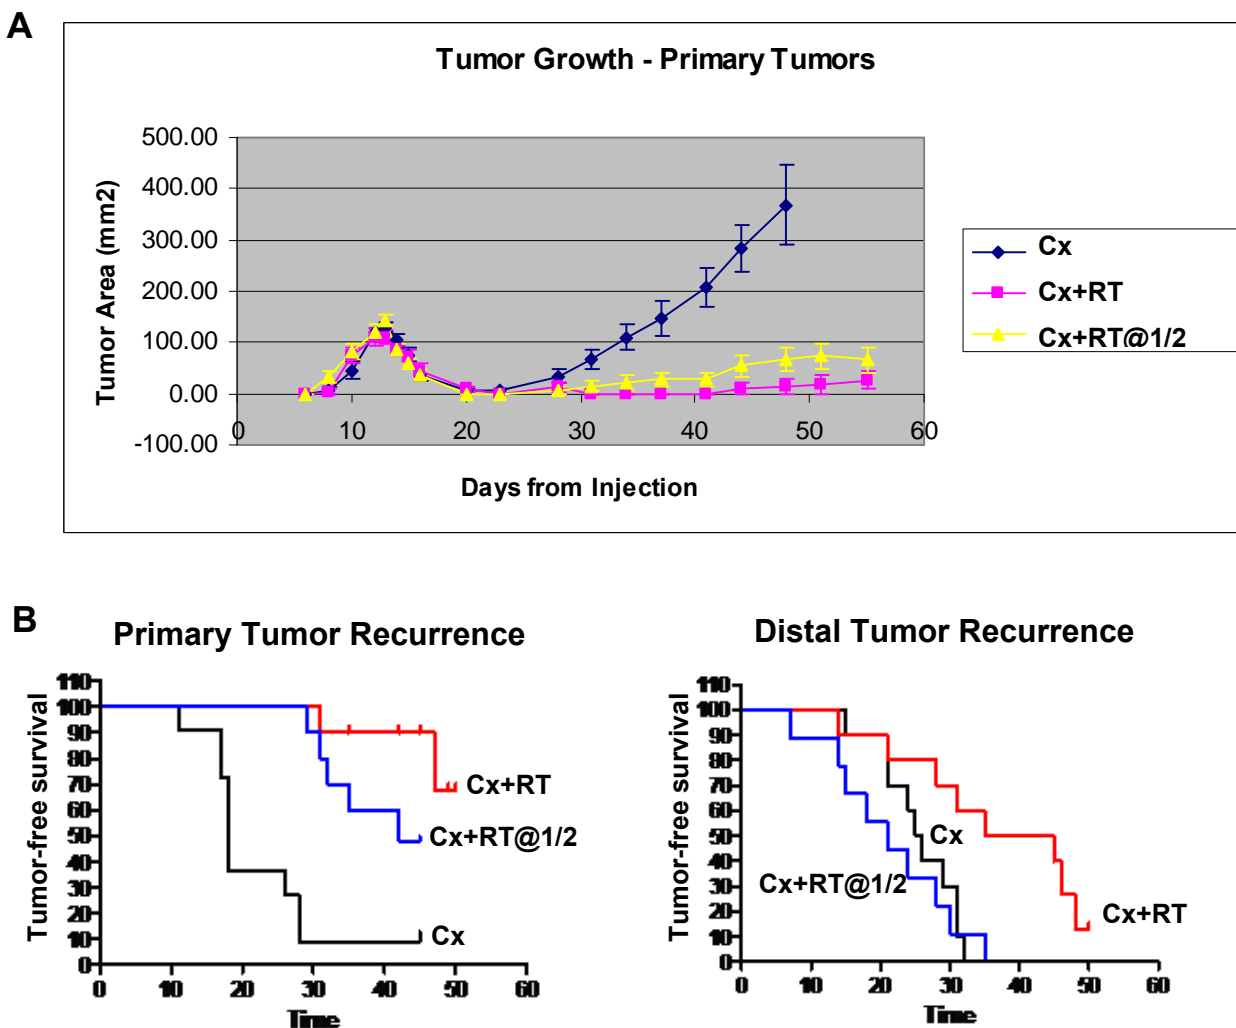 A
Tumor Growth - Primary Tumors
500.00
400.00
300.00
200.00
100.00
0.00
-100.00
0 10 20 30 40 50 60
Tumor Area (mm2)
Days from Injection
Cx
Cx+RT
Cx+RT@1/2
B
Primary Tumor Recurrence
110
100
90
80
70
60
50
40
30
20
10
0
0 10 20 30 40 50 60
Tumor-free survival
Time
Cx+RT
Cx+RT@1/2
Cx
Distal Tumor Recurrence
110
100
90
80
70
60
50
40
30
20
10
0
0 10 20 30 40 50 60
Tumor-free survival
Time
Cx
Cx+RT@1/2
Cx+RT